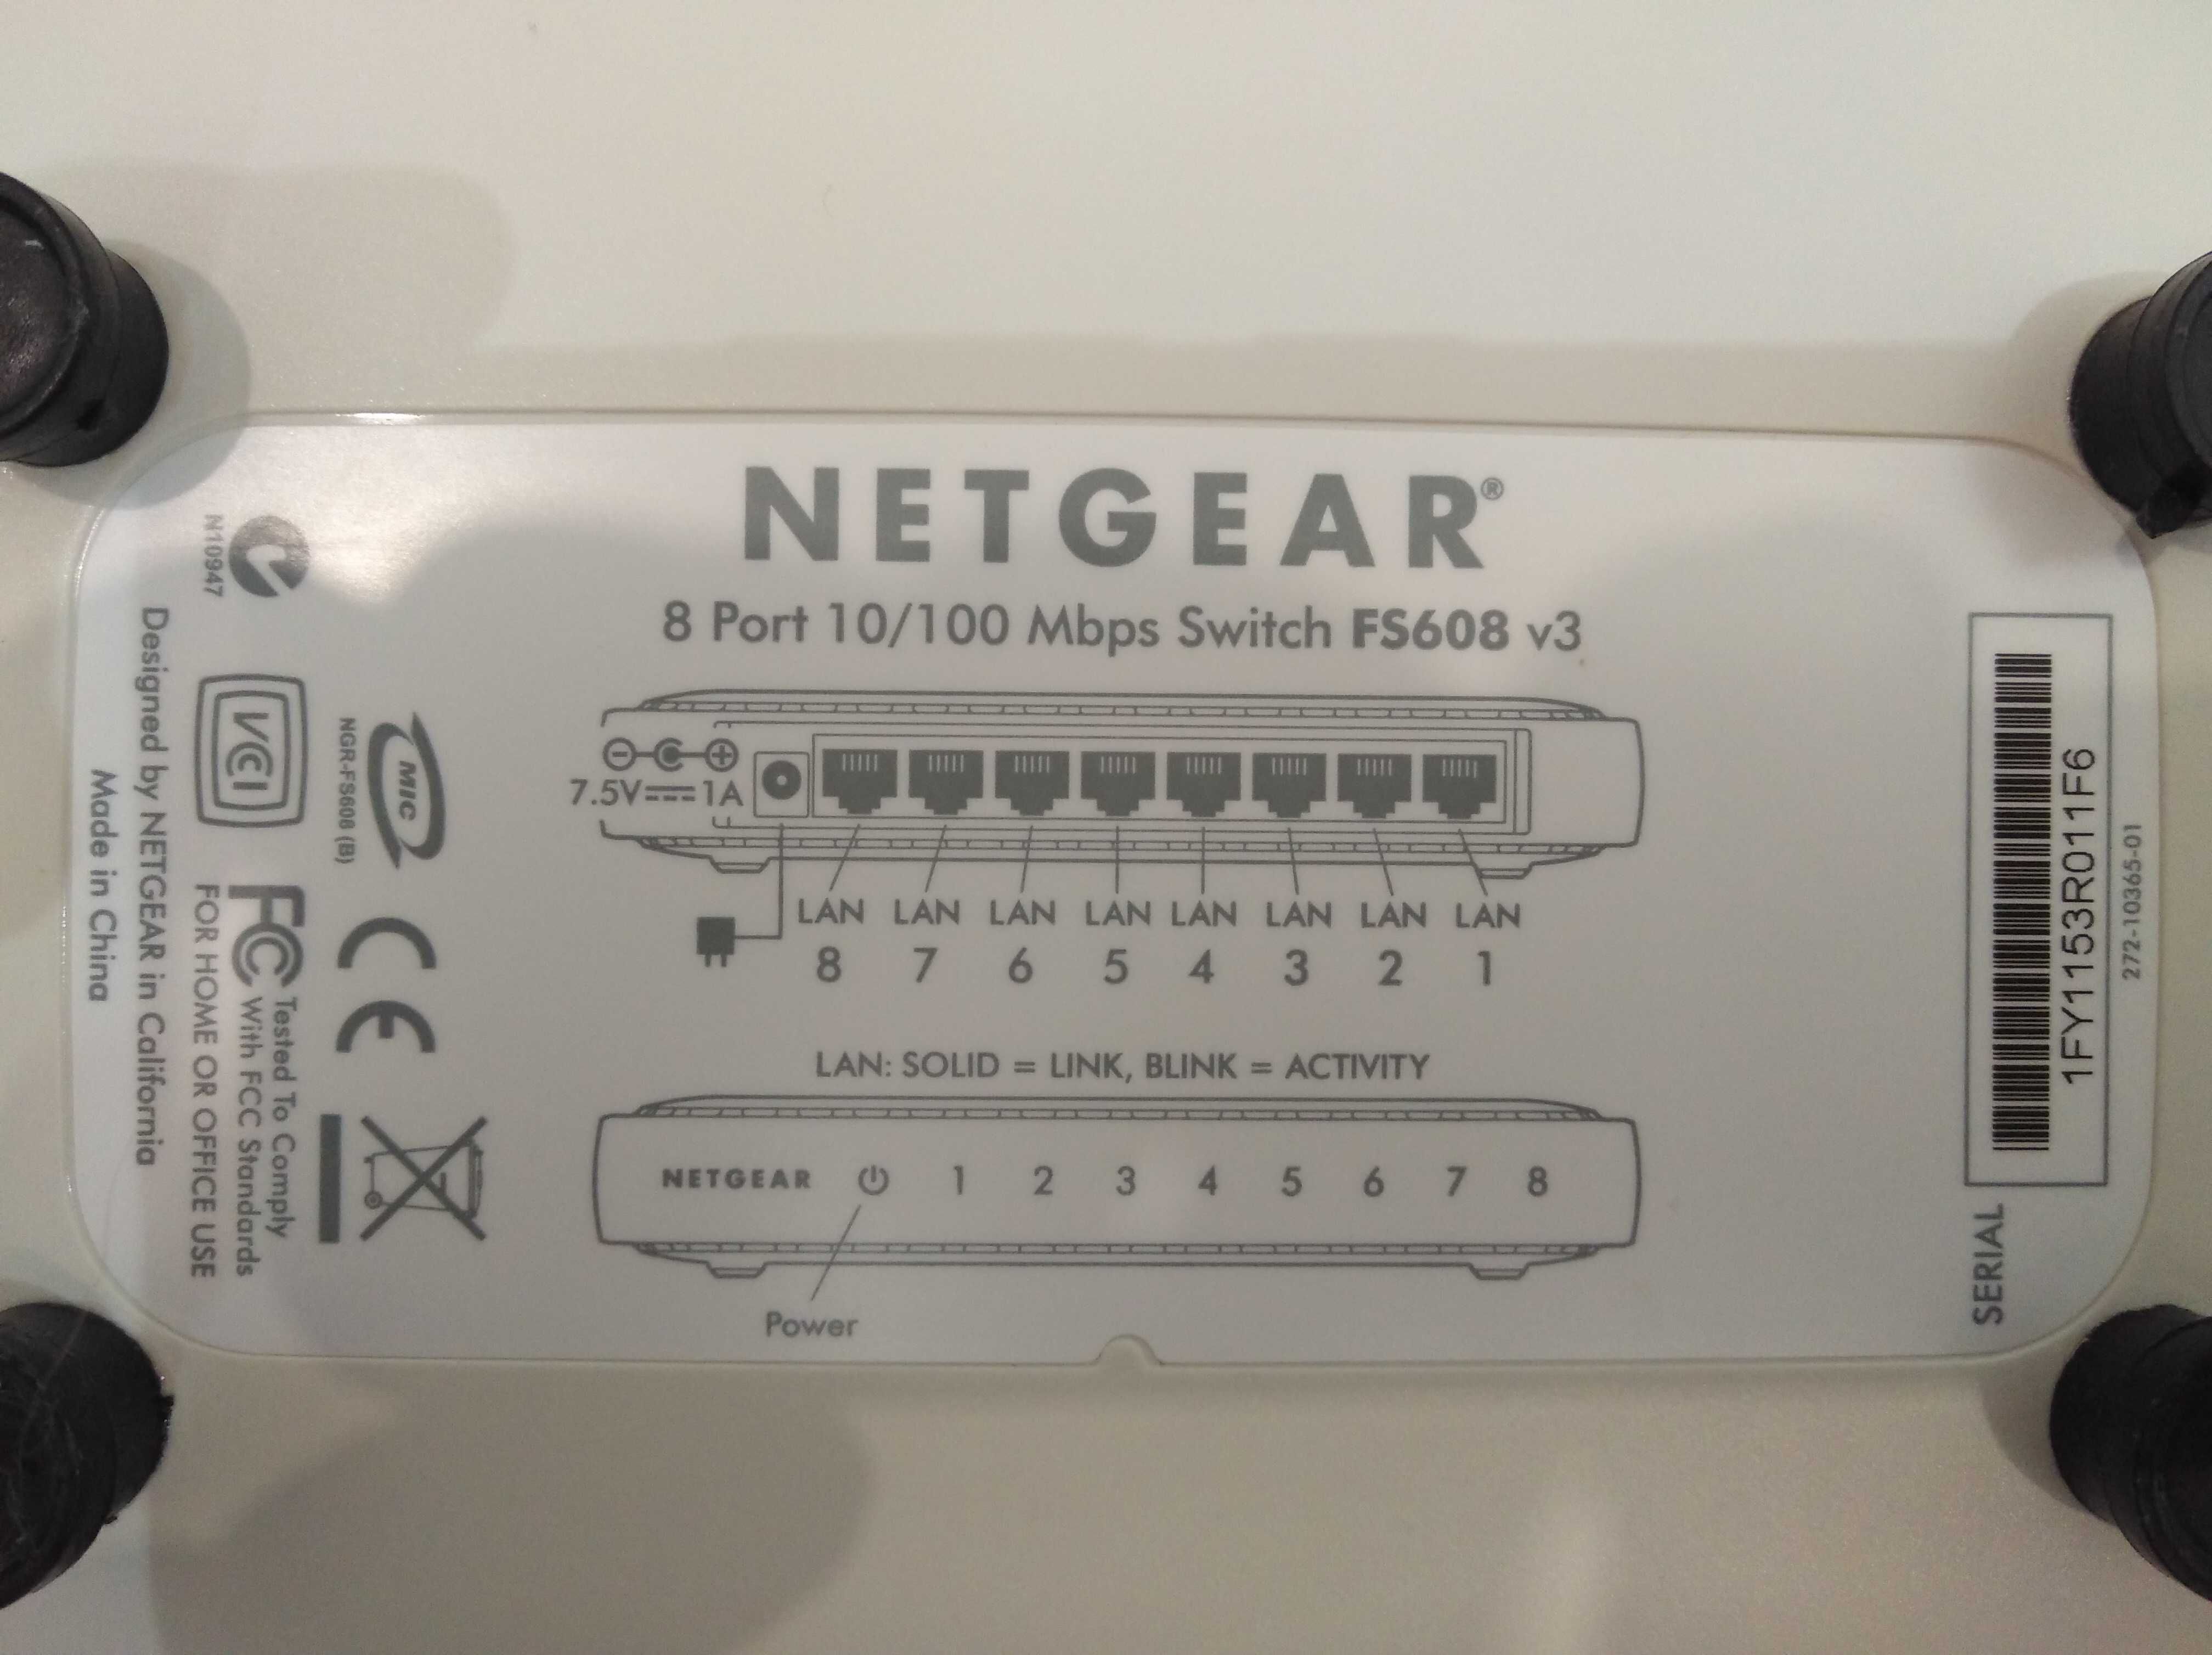 NETGEAR®
8 Port 10/100 Mbps Switch FS608 v3
7.5V⎓1A
LAN LAN LAN LAN LAN LAN LAN LAN
8 7 6 5 4 3 2 1
LAN: SOLID = LINK, BLINK = ACTIVITY
NETGEAR 1 2 3 4 5 6 7 8
Power
N10947
VCI
MIC
NGR-FS608 (B)
FC
Tested To Comply
With FCC Standards
FOR HOME OR OFFICE USE
CE
Designed by NETGEAR in California
Made in China
SERIAL
1FY1153R011F6
272-10365-01